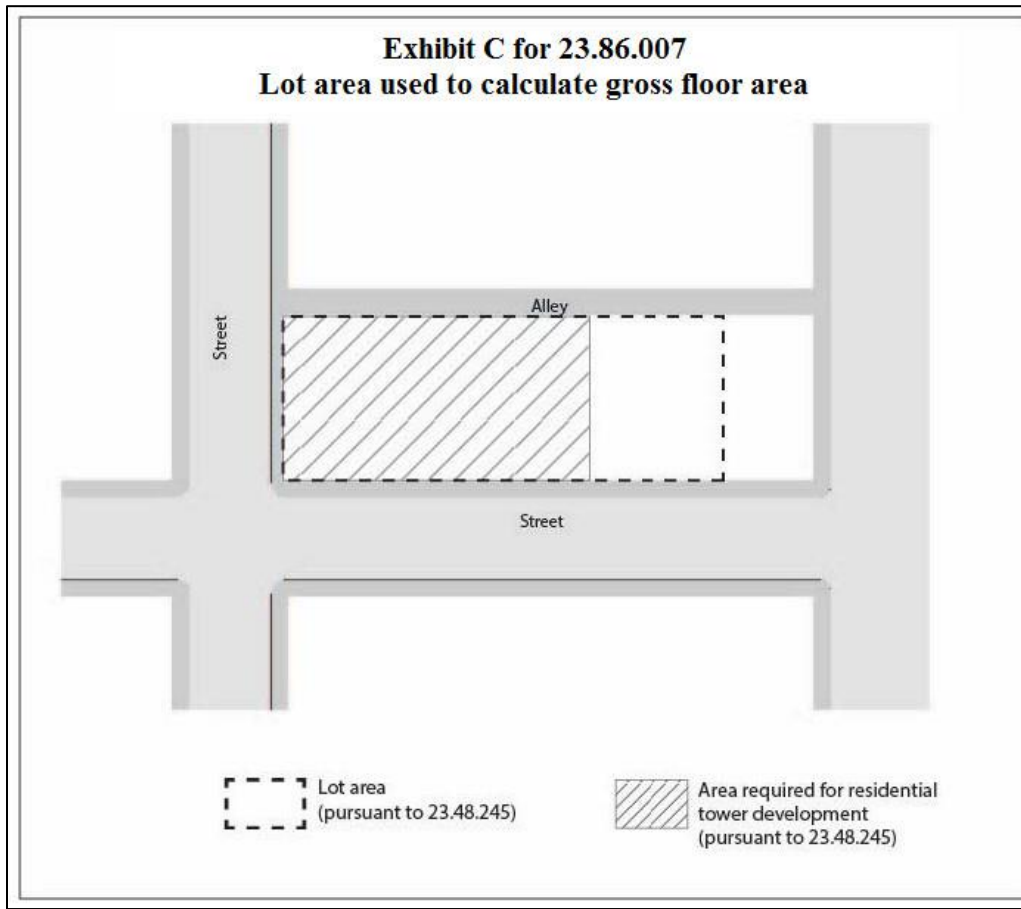 Exhibit C for 23.86.007
Lot area used to calculate gross floor area
Alley
Street
Street
Lot area
(pursuant to 23.48.245)
Area required for residential
tower development
(pursuant to 23.48.245)